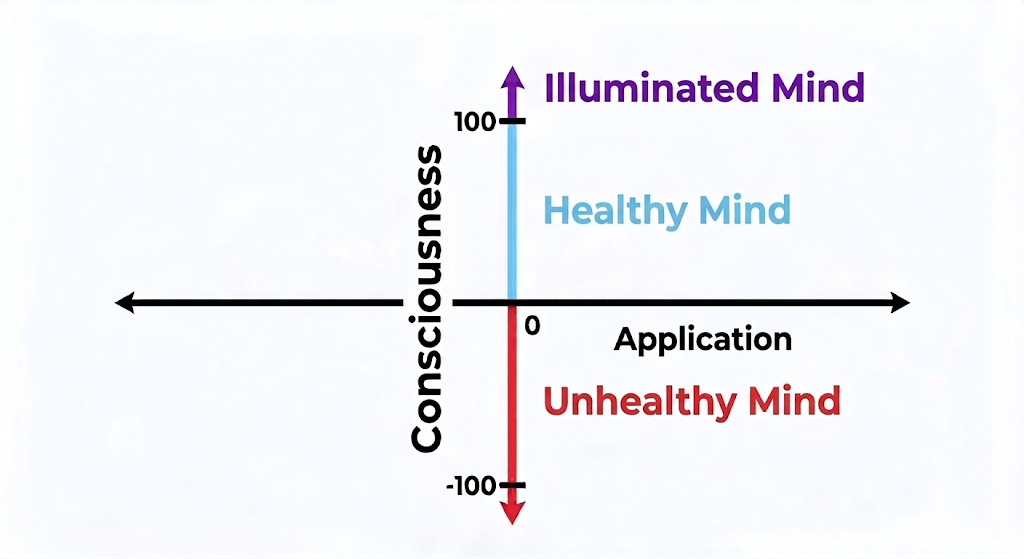 Illuminated Mind
100
Consciousness
Healthy Mind
0
Application
Unhealthy Mind
-100